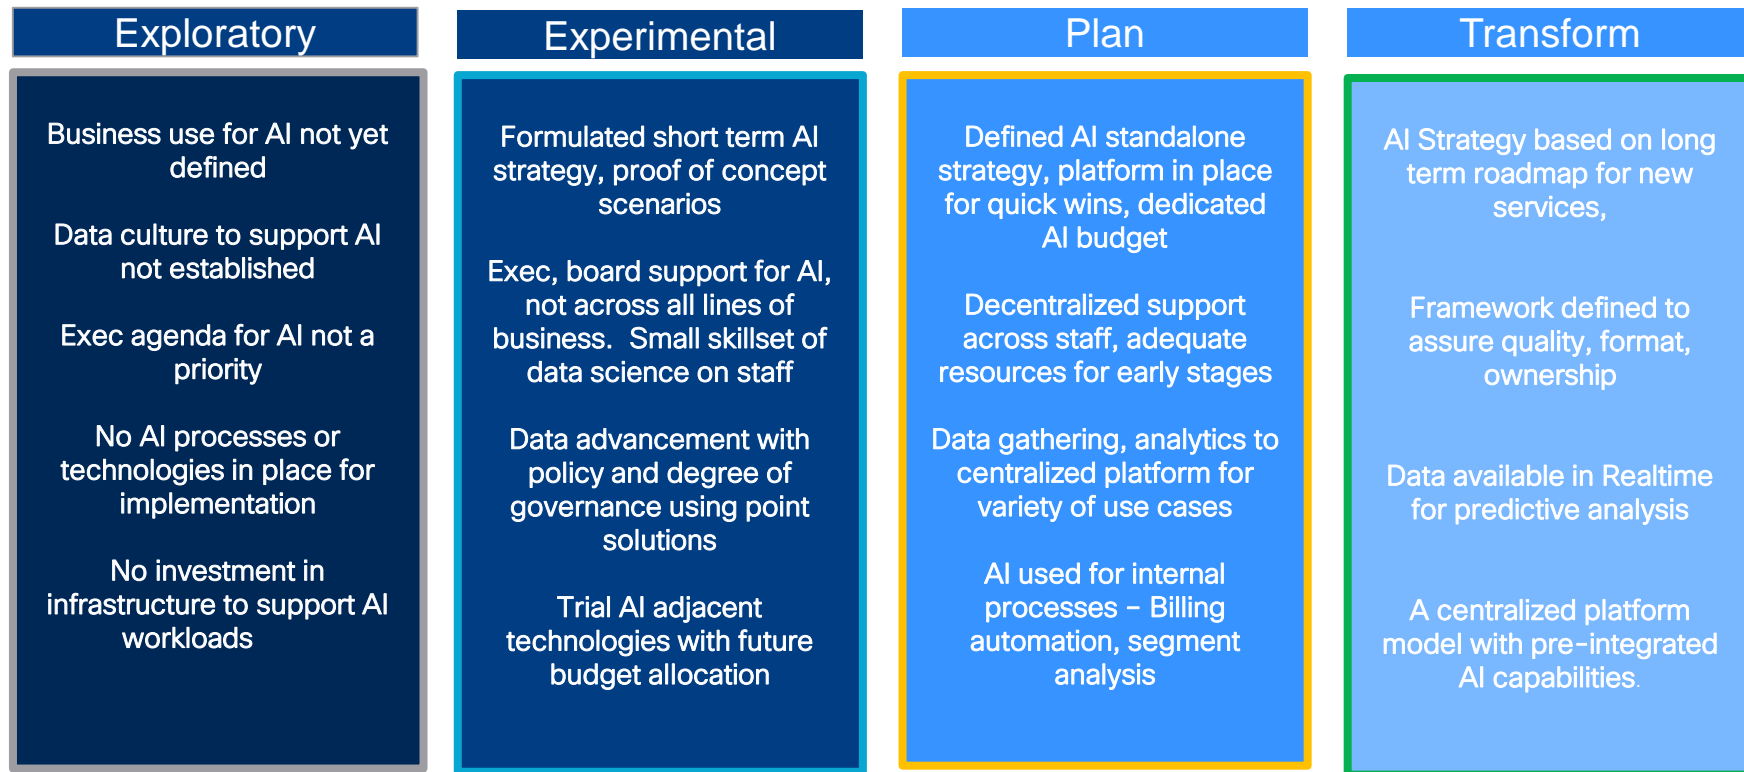 Exploratory
Business use for AI not yet
defined
Data culture to support AI
not established
Exec agenda for AI not a
priority
No AI processes or
technologies in place for
implementation
No investment in
infrastructure to support AI
workloads
Experimental
Formulated short term AI
strategy, proof of concept
scenarios
Exec, board support for AI,
not across all lines of
business.  Small skillset of
data science on staff
Data advancement with
policy and degree of
governance using point
solutions
Trial AI adjacent
technologies with future
budget allocation
Plan
Defined AI standalone
strategy, platform in place
for quick wins, dedicated
AI budget
Decentralized support
across staff, adequate
resources for early stages
Data gathering, analytics to
centralized platform for
variety of use cases
AI used for internal
processes – Billing
automation, segment
analysis
Transform
AI Strategy based on long
term roadmap for new
services,
Framework defined to
assure quality, format,
ownership
Data available in Realtime
for predictive analysis
A centralized platform
model with pre-integrated
AI capabilities.